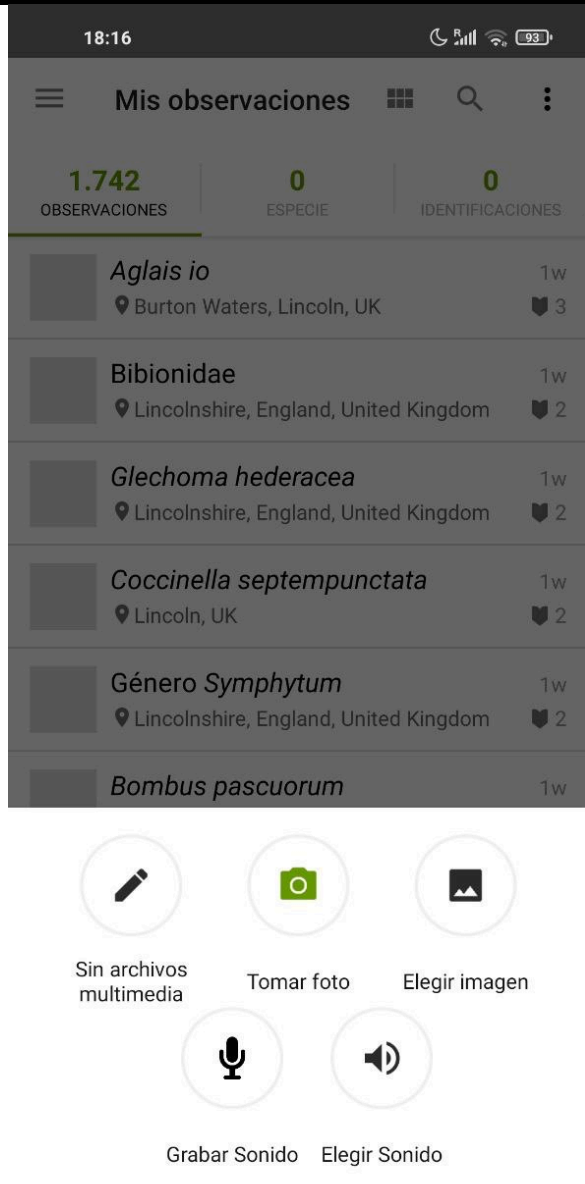 18:16
R
93
Mis observaciones
1.742
0
0
OBSERVACIONES
ESPECIE
IDENTIFICACIONES
Aglais io
1w
Burton Waters, Lincoln, UK
3
Bibionidae
1w
Lincolnshire, England, United Kingdom
2
Glechoma hederacea
1w
Lincolnshire, England, United Kingdom
2
Coccinella septempunctata
1w
Lincoln, UK
2
Género Symphytum
1w
Lincolnshire, England, United Kingdom
2
Bombus pascuorum
1w
Sin archivos
multimedia
Tomar foto
Elegir imagen
Grabar Sonido
Elegir Sonido